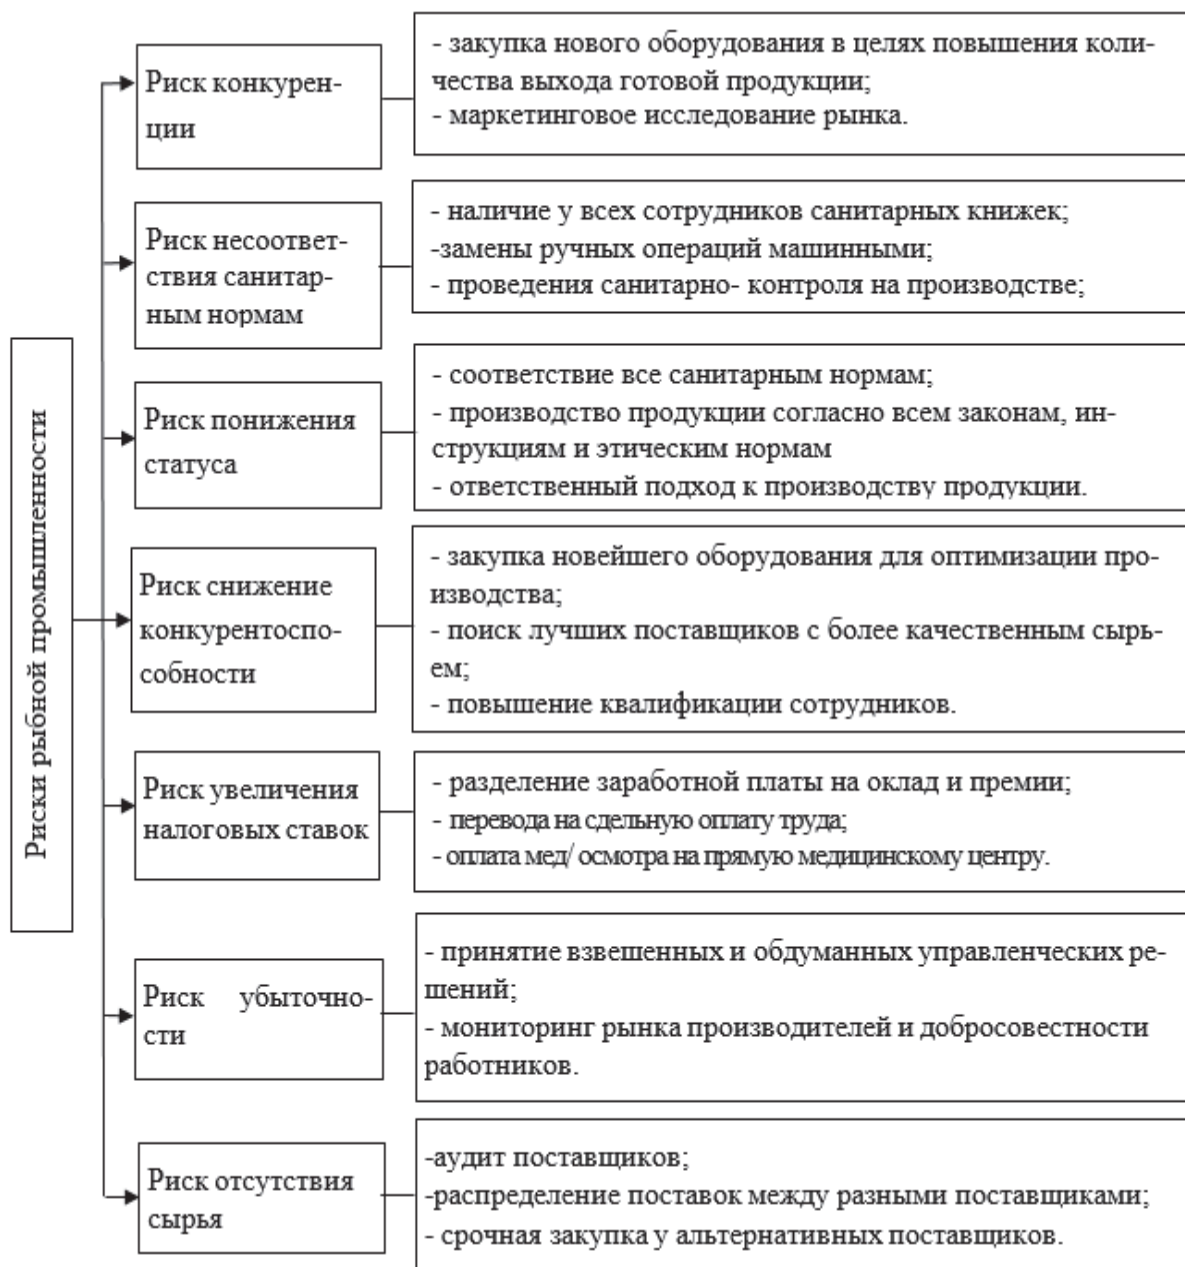 Риски рыбной промышленности
Риск конкурен-
ции
- закупка нового оборудования в целях повышения коли-
чества выхода готовой продукции;
- маркетинговое исследование рынка.
Риск несоответ-
ствия санитар-
ным нормам
- наличие у всех сотрудников санитарных книжек;
-замены ручных операций машинными;
- проведения санитарно- контроля на производстве;
Риск понижения
статуса
- соответствие все санитарным нормам;
- производство продукции согласно всем законам, ин-
струкциям и этическим нормам
- ответственный подход к производству продукции.
Риск снижение
конкурентоспо-
собности
- закупка новейшего оборудования для оптимизации про-
изводства;
- поиск лучших поставщиков с более качественным сырь-
ем;
- повышение квалификации сотрудников.
Риск увеличения
налоговых ставок
- разделение заработной платы на оклад и премии;
- перевода на сдельную оплату труда;
- оплата мед/ осмотра на прямую медицинскому центру.
Риск убыточно-
сти
- принятие взвешенных и обдуманных управленческих ре-
шений;
- мониторинг рынка производителей и добросовестности
работников.
Риск отсутствия
сырья
-аудит поставщиков;
-распределение поставок между разными поставщиками;
- срочная закупка у альтернативных поставщиков.